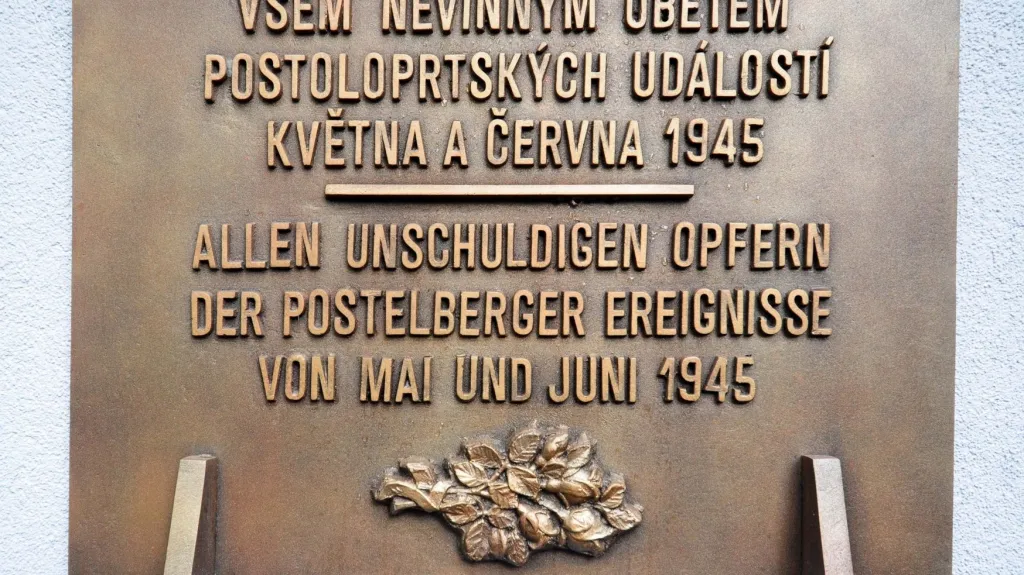 VŠEM NEVINNÝM OBĚTEM
POSTOLOPRTSKÝCH UDÁLOSTÍ
KVĚTNA A ČERVNA 1945
ALLEN UNSCHULDIGEN OPFERN
DER POSTELBERGER EREIGNISSE
VON MAI UND JUNI 1945